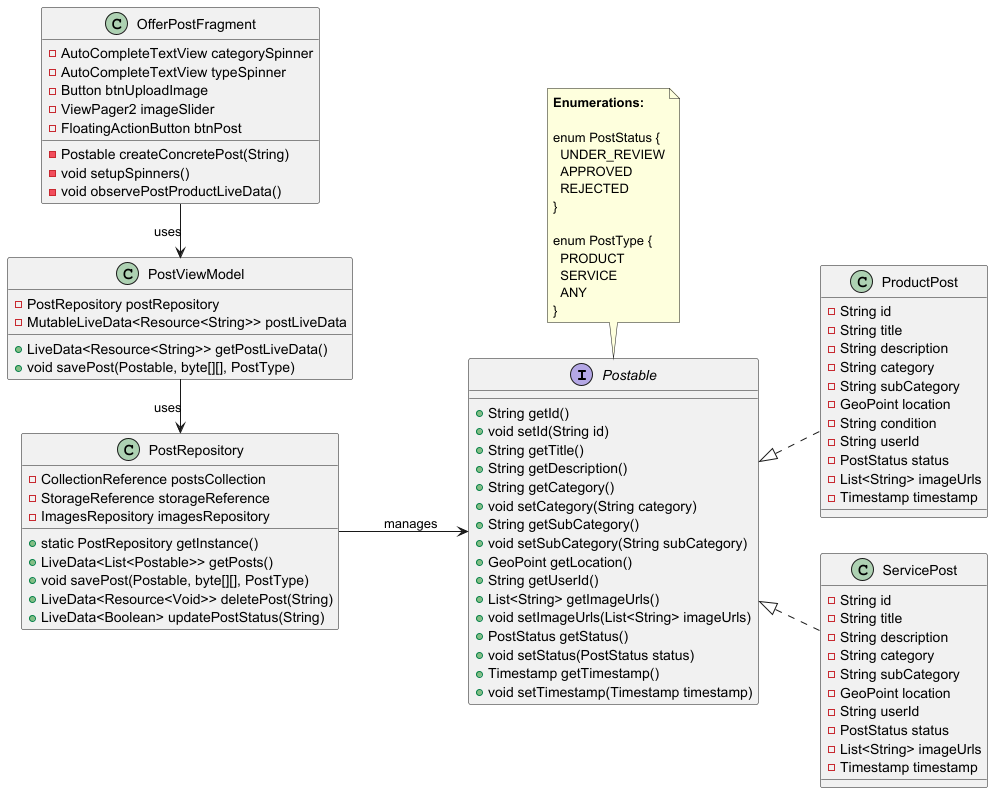 C OfferPostFragment
AutoCompleteTextView categorySpinner
AutoCompleteTextView typeSpinner
Button btnUploadImage
ViewPager2 imageSlider
FloatingActionButton btnPost
Postable createConcretePost(String)
void setupSpinners()
void observePostProductLiveData()
uses
C PostViewModel
PostRepository postRepository
MutableLiveData<Resource<String>> postLiveData
LiveData<Resource<String>> getPostLiveData()
void savePost(Postable, byte[][], PostType)
uses
C PostRepository
CollectionReference postsCollection
StorageReference storageReference
ImagesRepository imagesRepository
static PostRepository getInstance()
LiveData<List<Postable>> getPosts()
void savePost(Postable, byte[][], PostType)
LiveData<Resource<Void>> deletePost(String)
LiveData<Boolean> updatePostStatus(String)
manages
Enumerations:
enum PostStatus {
UNDER_REVIEW
APPROVED
REJECTED
}
enum PostType {
PRODUCT
SERVICE
ANY
}
I Postable
String getId()
void setId(String id)
String getTitle()
String getDescription()
String getCategory()
void setCategory(String category)
String getSubCategory()
void setSubCategory(String subCategory)
GeoPoint getLocation()
String getUserId()
List<String> getImageUrls()
void setImageUrls(List<String> imageUrls)
PostStatus getStatus()
void setStatus(PostStatus status)
Timestamp getTimestamp()
void setTimestamp(Timestamp timestamp)
C ProductPost
String id
String title
String description
String category
String subCategory
GeoPoint location
String condition
String userId
PostStatus status
List<String> imageUrls
Timestamp timestamp
C ServicePost
String id
String title
String description
String category
String subCategory
GeoPoint location
String userId
PostStatus status
List<String> imageUrls
Timestamp timestamp